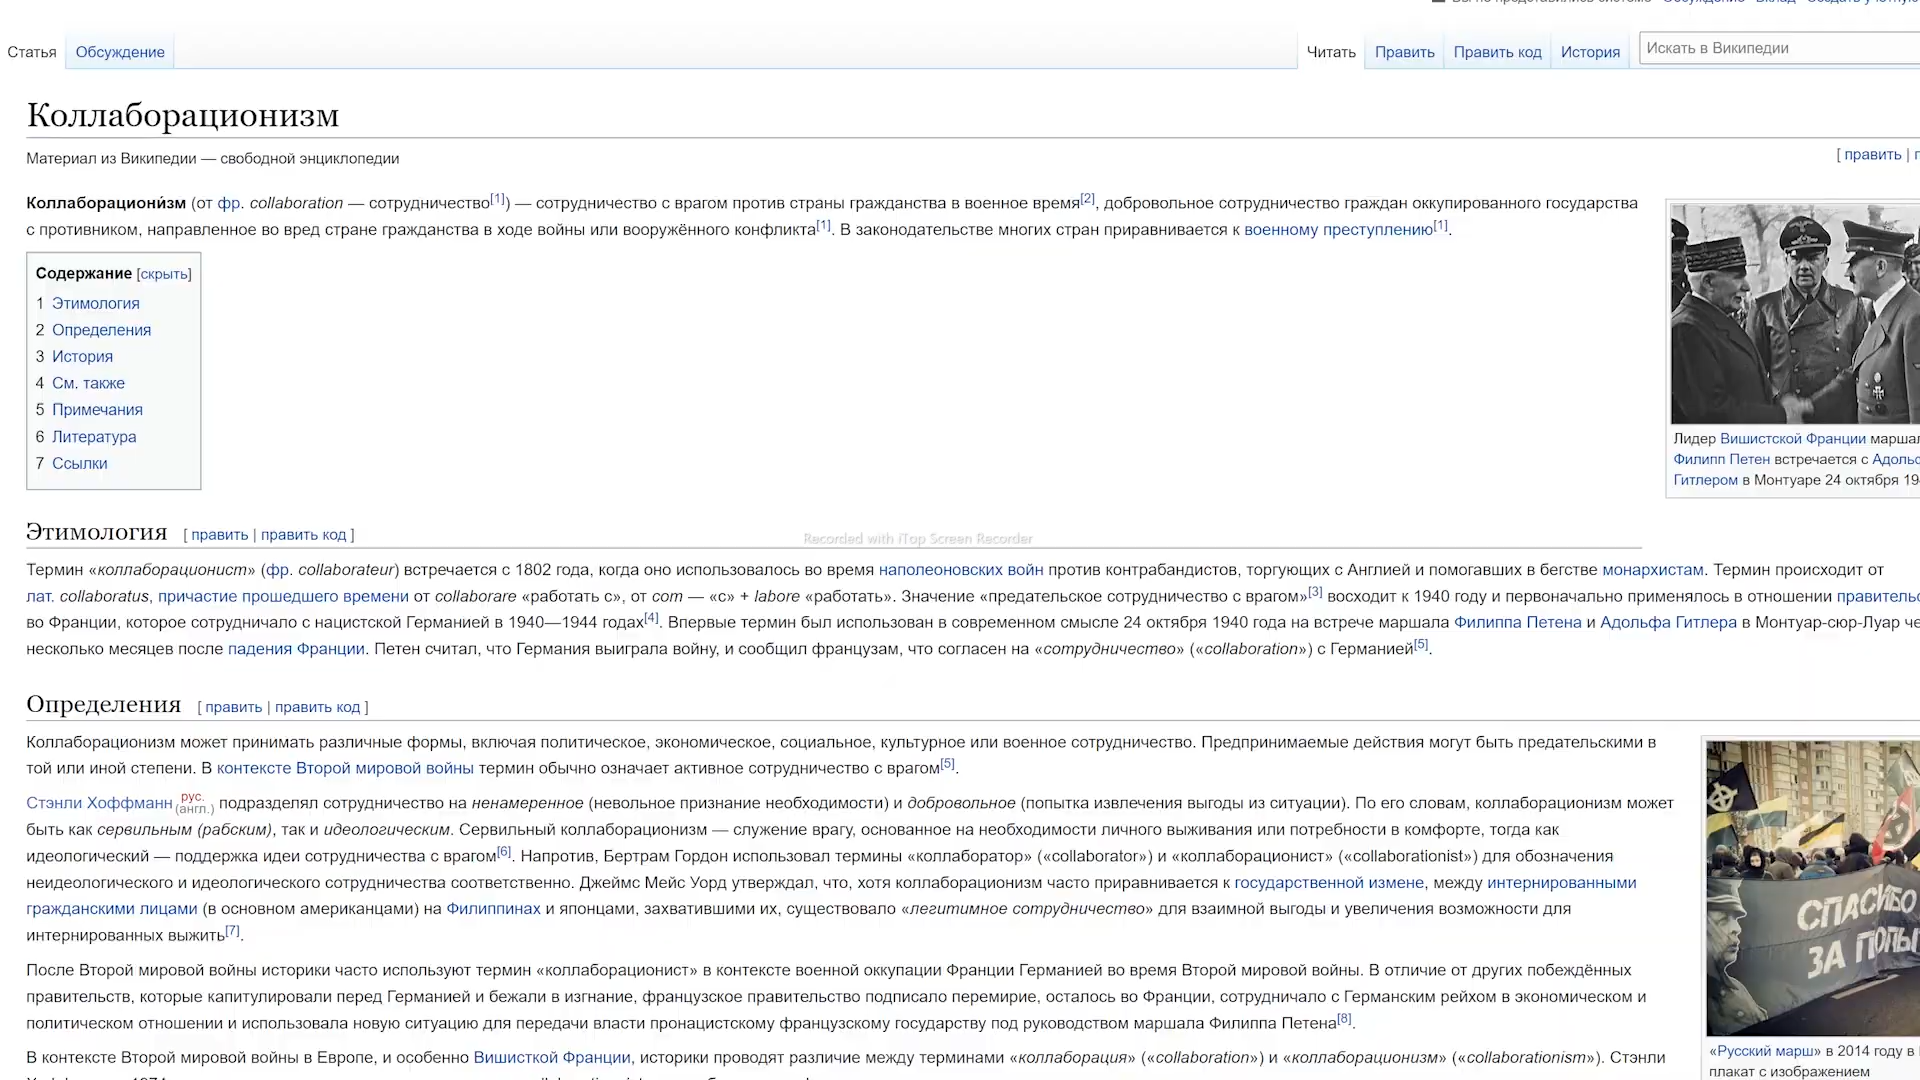 Статья Обсуждение Читать Править Править код История Искать в Википедии
Коллаборационизм
Материал из Википедии — свободной энциклопедии
[ править |
Коллаборациони́зм (от фр. collaboration — сотрудничество[1]) — сотрудничество с врагом против страны гражданства в военное время[2], добровольное сотрудничество граждан оккупированного государства
с противником, направленное во вред стране гражданства в ходе войны или вооружённого конфликта[1]. В законодательстве многих стран приравнивается к военному преступлению[1].
Содержание [скрыть]
1 Этимология
2 Определения
3 История
4 См. также
5 Примечания
6 Литература
7 Ссылки
Лидер Вишистской Франции
Филипп Петен встречается с
Гитлером в Монтуаре 24 октября
Этимология [ править | править код ]
Recorded with iTop Screen Recorder
Термин «коллаборационист» (фр. collaborateur) встречается с 1802 года, когда оно использовалось во время наполеоновских войн против контрабандистов, торгующих с Англией и помогавших в бегстве монархистам. Термин происходит от
лат. collaboratus, причастие прошедшего времени от collaborare «работать с», от com — «с» + labore «работать». Значение «предательское сотрудничество с врагом»[3] восходит к 1940 году и первоначально применялось в отношении
во Франции, которое сотрудничало с нацистской Германией в 1940—1944 годах[4]. Впервые термин был использован в современном смысле 24 октября 1940 года на встрече маршала Филиппа Петена и Адольфа Гитлера в Монтуар-сюр-Луар
несколько месяцев после падения Франции. Петен считал, что Германия выиграла войну, и сообщил французам, что согласен на «сотрудничество» («collaboration») с Германией[5].
Определения [ править | править код ]
Коллаборационизм может принимать различные формы, включая политическое, экономическое, социальное, культурное или военное сотрудничество. Предпринимаемые действия могут быть предательскими в
той или иной степени. В контексте Второй мировой войны термин обычно означает активное сотрудничество с врагом[5].
Стэнли Хоффманн рус. (англ.) подразделял сотрудничество на ненамеренное (невольное признание необходимости) и добровольное (попытка извлечения выгоды из ситуации). По его словам, коллаборационизм может
быть как сервильным (рабским), так и идеологическим. Сервильный коллаборационизм — служение врагу, основанное на необходимости личного выживания или потребности в комфорте, тогда как
идеологический — поддержка идеи сотрудничества с врагом[6]. Напротив, Бертрам Гордон использовал термины «коллаборатор» («collaborator») и «коллаборационист» («collaborationist») для обозначения
неидеологического и идеологического сотрудничества соответственно. Джеймс Мейс Уорд утверждал, что, хотя коллаборационизм часто приравнивается к государственной измене, между интернированными
гражданскими лицами (в основном американцами) на Филиппинах и японцами, захватившими их, существовало «легитимное сотрудничество» для взаимной выгоды и увеличения возможности для
интернированных выжить[7].
СПАСИБО
ЗА
После Второй мировой войны историки часто используют термин «коллаборационист» в контексте военной оккупации Франции Германией во время Второй мировой войны. В отличие от других побеждённых
правительств, которые капитулировали перед Германией и бежали в изгнание, французское правительство подписало перемирие, осталось во Франции, сотрудничало с Германским рейхом в экономическом и
политическом отношении и использовала новую ситуацию для передачи власти пронацистскому французскому государству под руководством маршала Филиппа Петена[8].
«Русский марш» в 2014 году в
плакат с изображением
В контексте Второй мировой войны в Европе, и особенно Вишисткой Франции, историки проводят различие между терминами «коллаборация» («collaboration») и «коллаборационизм» («collaborationism»). Стэнли